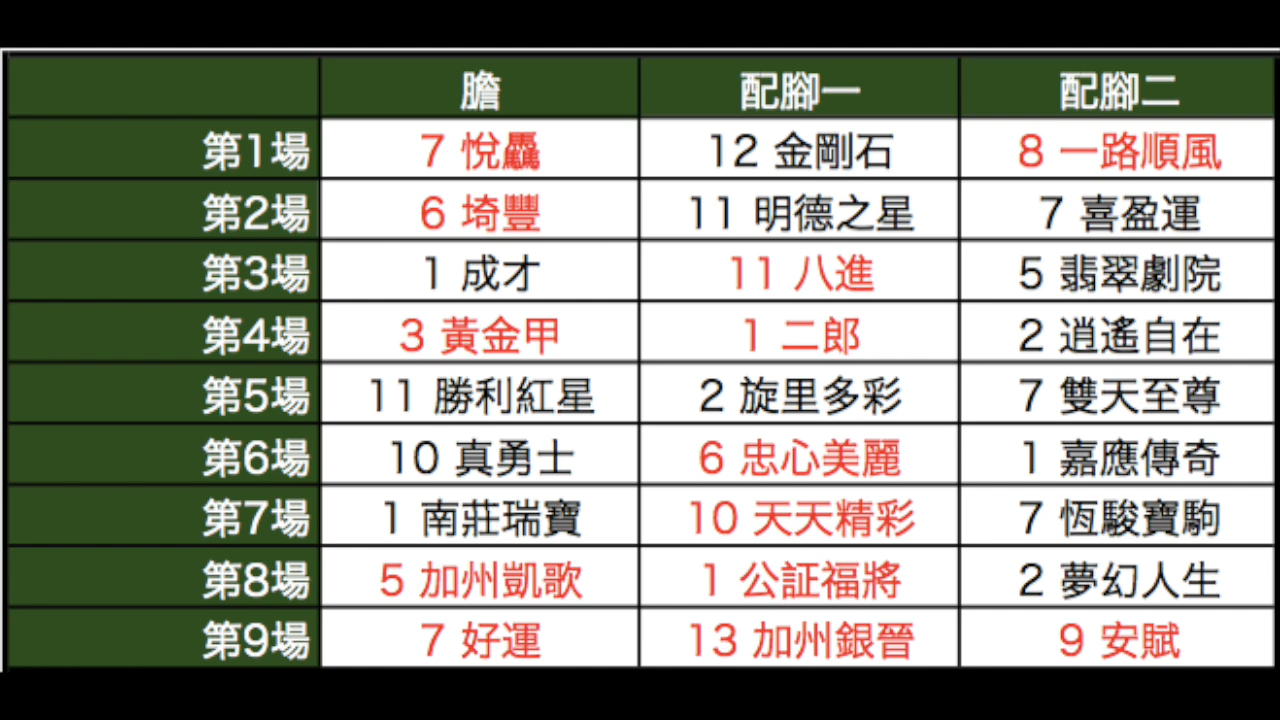 膽 配腳一 配腳二
第1場 7 悅驫 12 金剛石 8 一路順風
第2場 6 埼豐 11 明德之星 7 喜盈運
第3場 1 成才 11 八進 5 翡翠劇院
第4場 3 黃金甲 1 二郎 2 逍遙自在
第5場 11 勝利紅星 2 旋里多彩 7 雙天至尊
第6場 10 真勇士 6 忠心美麗 1 嘉應傳奇
第7場 1 南莊瑞寶 10 天天精彩 7 恆駿寶駒
第8場 5 加州凱歌 1 公証福將 2 夢幻人生
第9場 7 好運 13 加州銀晉 9 安賦